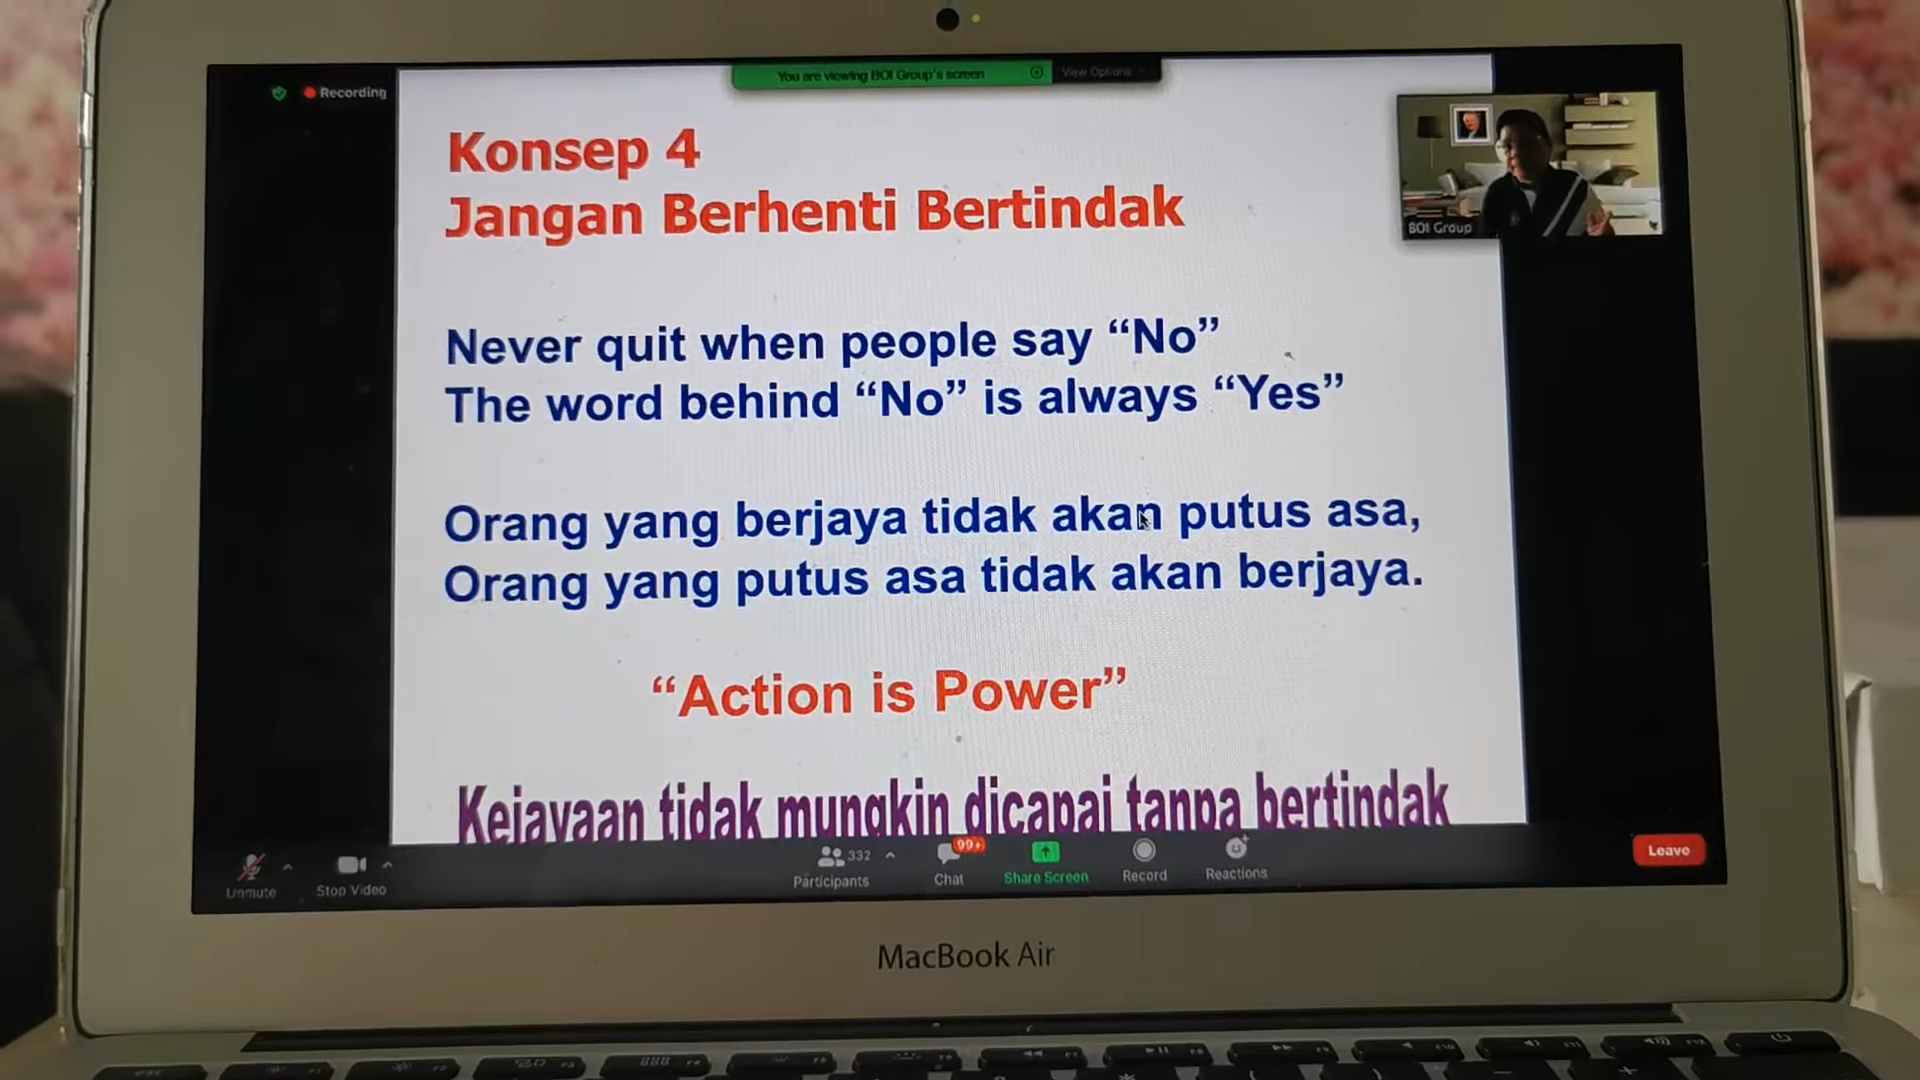 You are viewing BOI Group's screen
View Options
Recording
Konsep 4
Jangan Berhenti Bertindak
BOI Group
Never quit when people say “No”
The word behind “No” is always “Yes”
Orang yang berjaya tidak akan putus asa,
Orang yang putus asa tidak akan berjaya.
“Action is Power”
Kejayaan tidak mungkin dicapai tanpa bertindak
Unmute
Stop Video
332
Participants
99+
Chat
Share Screen
Record
Reactions
Leave
MacBook Air
esc